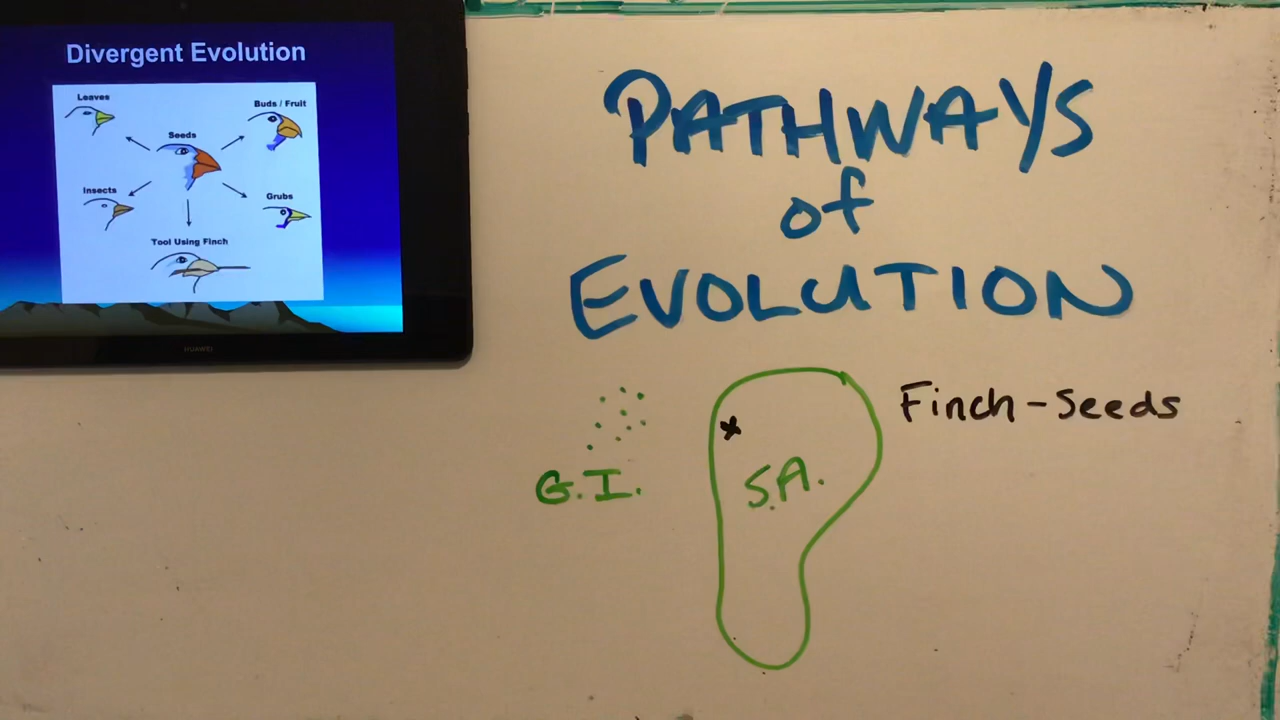 Divergent Evolution
Leaves
Buds / Fruit
Seeds
Insects
Grubs
Tool Using Finch
HUAWEI
PATHWAYS
of
EVOLUTION
Finch-Seeds
G.I.
S.A.